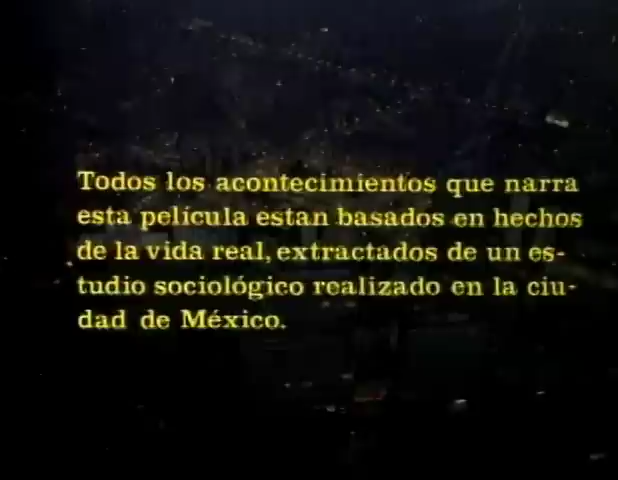 Todos los acontecimientos que narra
esta película estan basados en hechos
de la vida real, extractados de un es-
tudio sociológico realizado en la ciu-
dad de México.